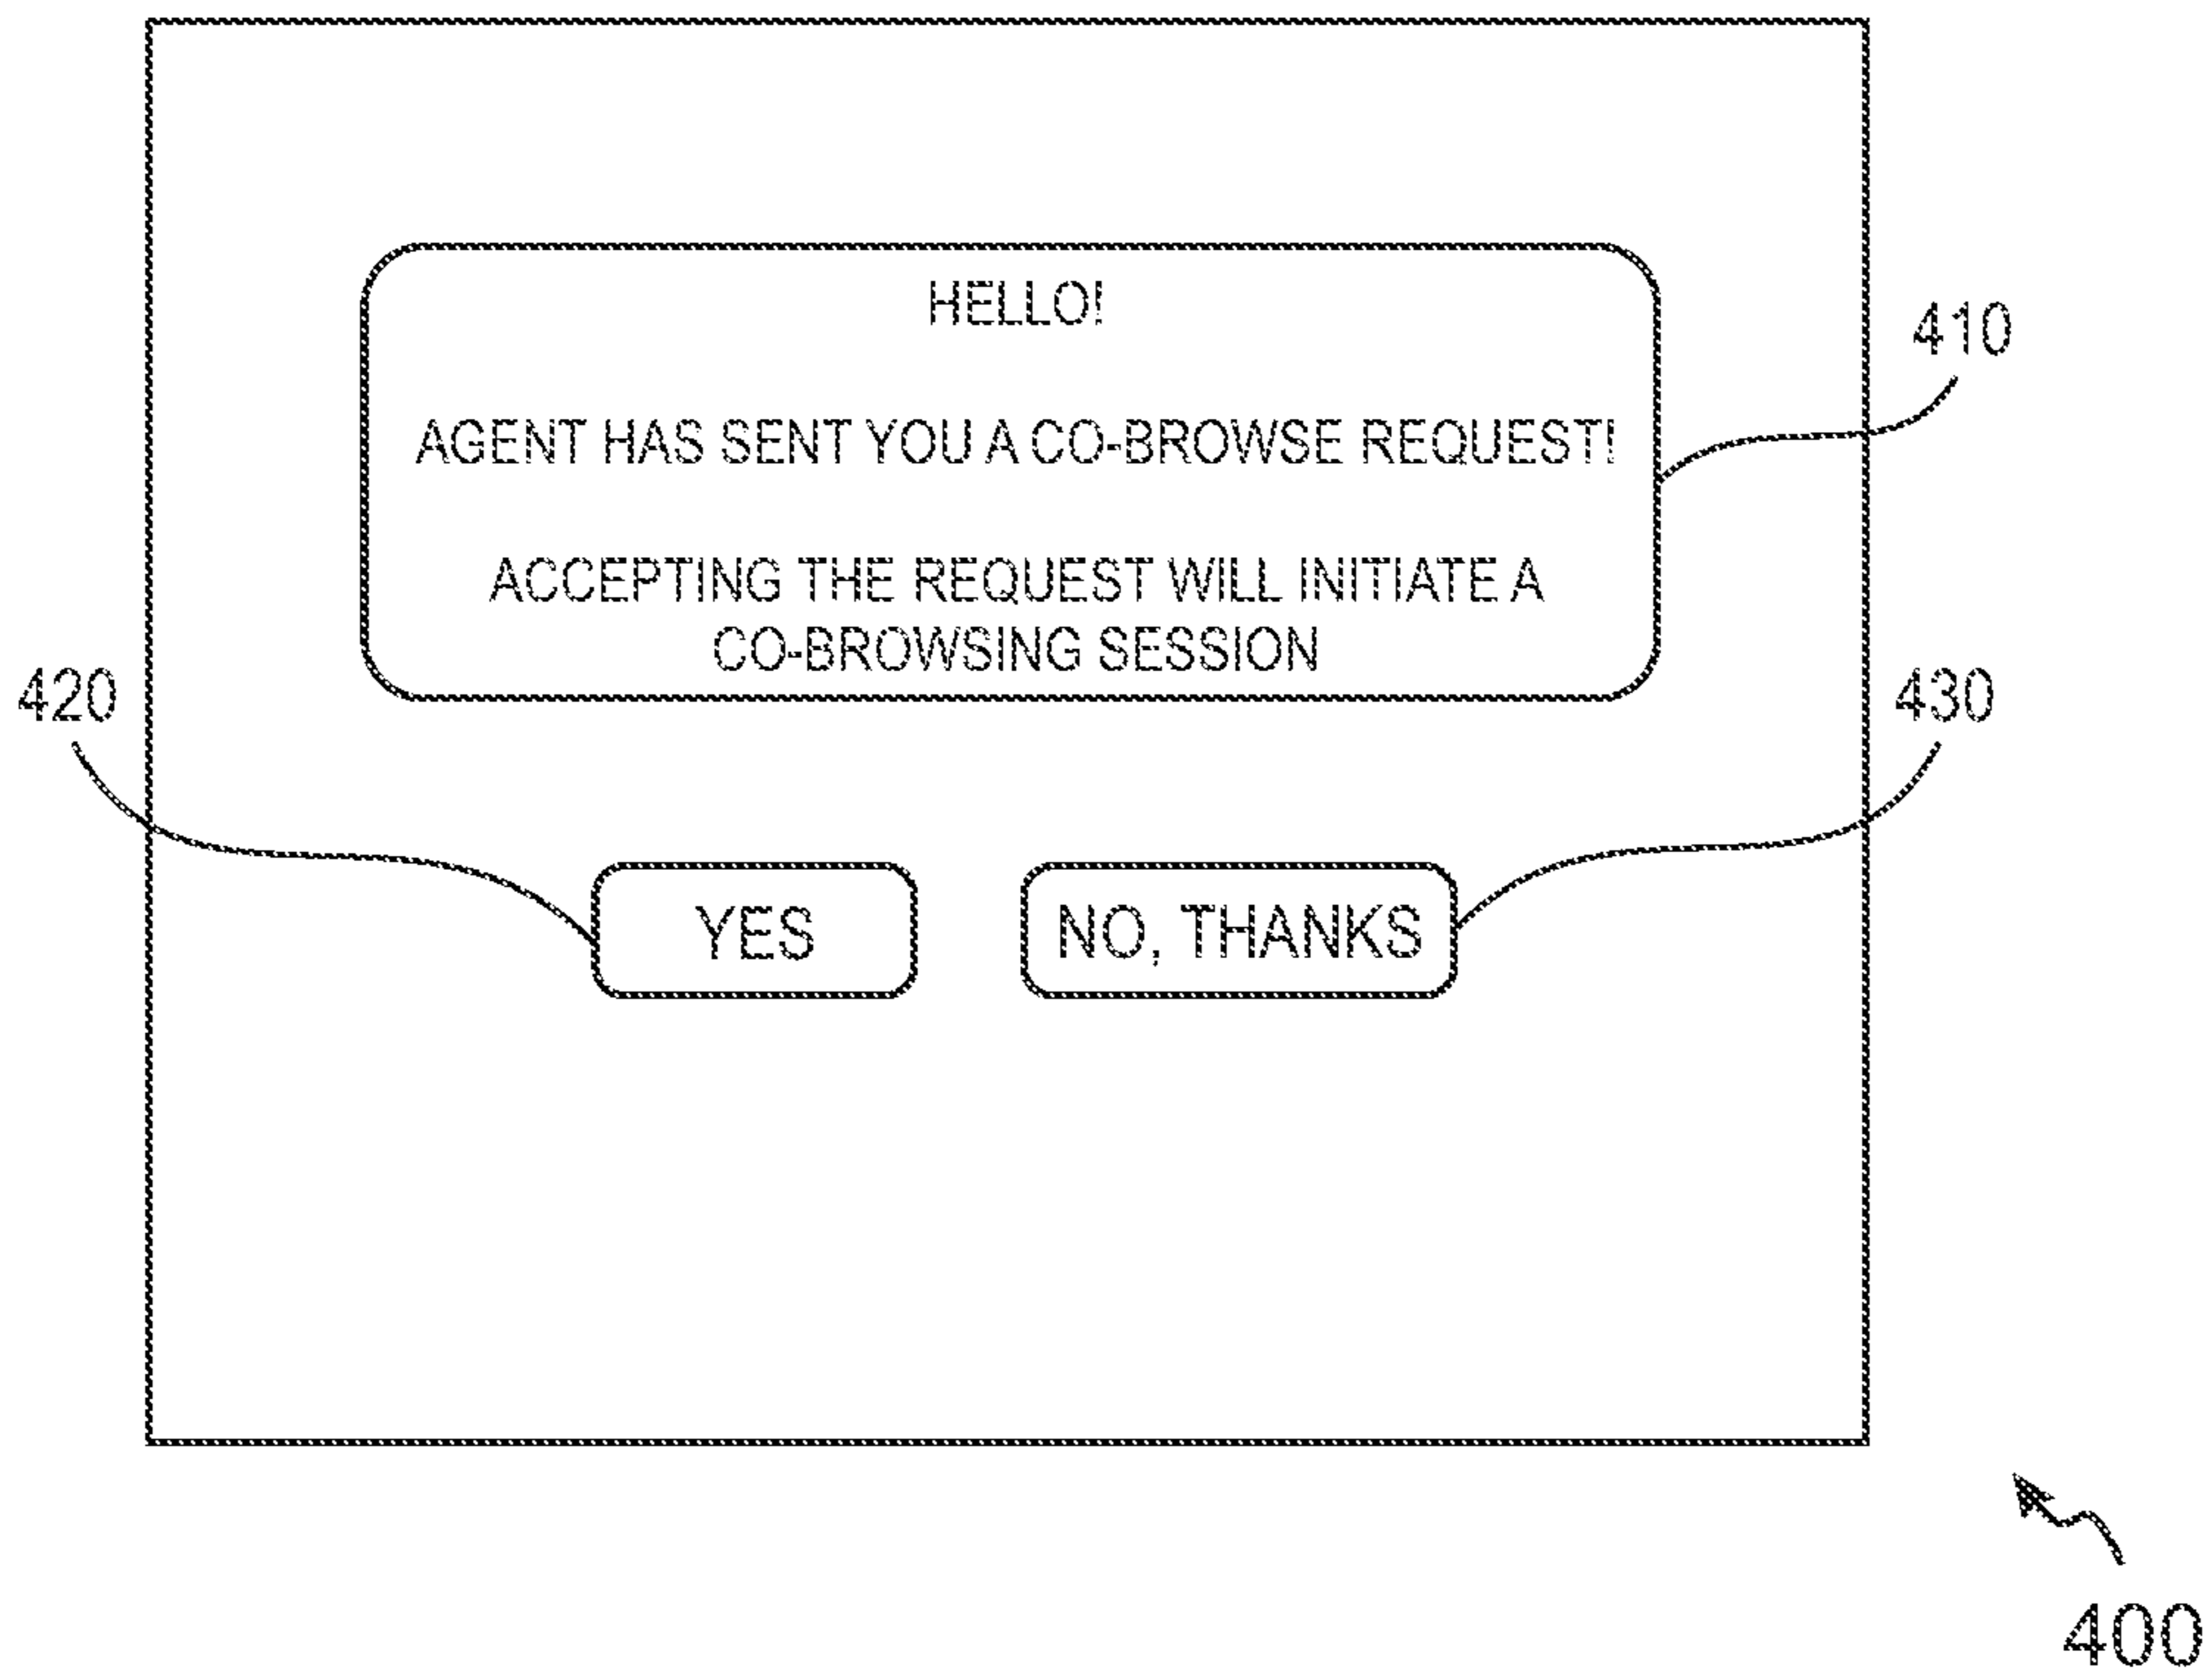 HELLO!
410
AGENT HAS SENT YOU A CO-BROWSE REQUEST!
ACCEPTING THE REQUEST WILL INITIATE A
CO-BROWSING SESSION
420
430
YES
NO, THANKS
400